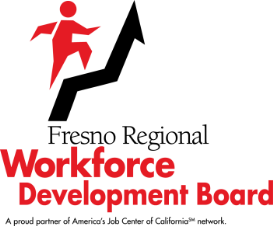 Fresno Regional
Workforce
Development Board
A proud partner of America's Job Center of California℠ network.